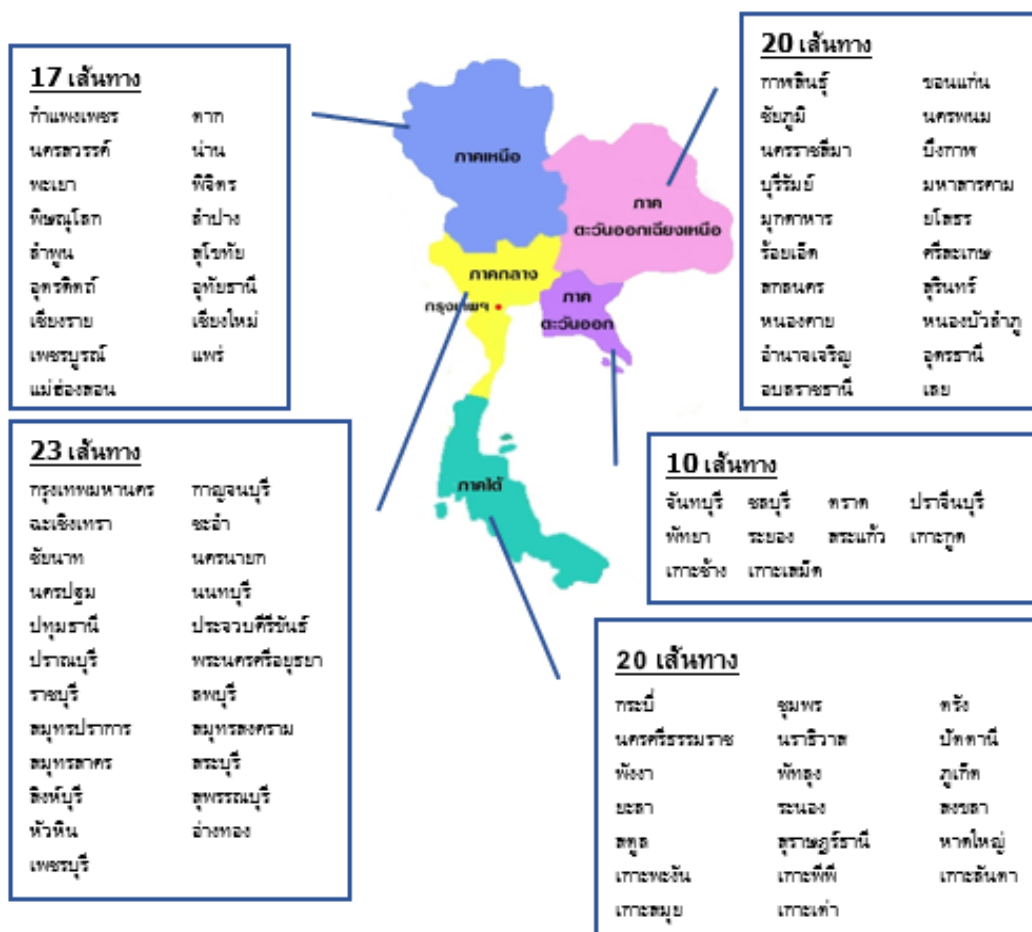 17 เส้นทาง
กำแพงเพชร ตาก
นครสวรรค์ น่าน
พะเยา พิจิตร
พิษณุโลก ลำปาง
ลำพูน สุโขทัย
อุตรดิตถ์ อุทัยธานี
เชียงราย เชียงใหม่
เพชรบูรณ์ แพร่
แม่ฮ่องสอน
20 เส้นทาง
กาฬสินธุ์ ขอนแก่น
ชัยภูมิ นครพนม
นครราชสีมา บึงกาฬ
บุรีรัมย์ มหาสารคาม
มุกดาหาร ยโสธร
ร้อยเอ็ด ศรีสะเกษ
สกลนคร สุรินทร์
หนองคาย หนองบัวลำภู
อำนาจเจริญ อุดรธานี
อุบลราชธานี เลย
ภาคเหนือ
ภาค
ตะวันออกเฉียงเหนือ
ภาคกลาง
กรุงเทพฯ
ภาค
ตะวันออก
ภาคใต้
23 เส้นทาง
กรุงเทพมหานคร กาญจนบุรี
ฉะเชิงเทรา ชะอำ
ชัยนาท นครนายก
นครปฐม นนทบุรี
ปทุมธานี ประจวบคีรีขันธ์
ปราณบุรี พระนครศรีอยุธยา
ราชบุรี ลพบุรี
สมุทรปราการ สมุทรสงคราม
สมุทรสาคร สระบุรี
สิงห์บุรี สุพรรณบุรี
หัวหิน อ่างทอง
เพชรบุรี
10 เส้นทาง
จันทบุรี ชลบุรี ตราด ปราจีนบุรี
พัทยา ระยอง สระแก้ว เกาะกูด
เกาะช้าง เกาะเสม็ด
20 เส้นทาง
กระบี่ ชุมพร ตรัง
นครศรีธรรมราช นราธิวาส ปัตตานี
พังงา พัทลุง ภูเก็ต
ยะลา ระนอง สงขลา
สตูล สุราษฎร์ธานี หาดใหญ่
เกาะพะงัน เกาะพีพี เกาะลันตา
เกาะสมุย เกาะเต่า